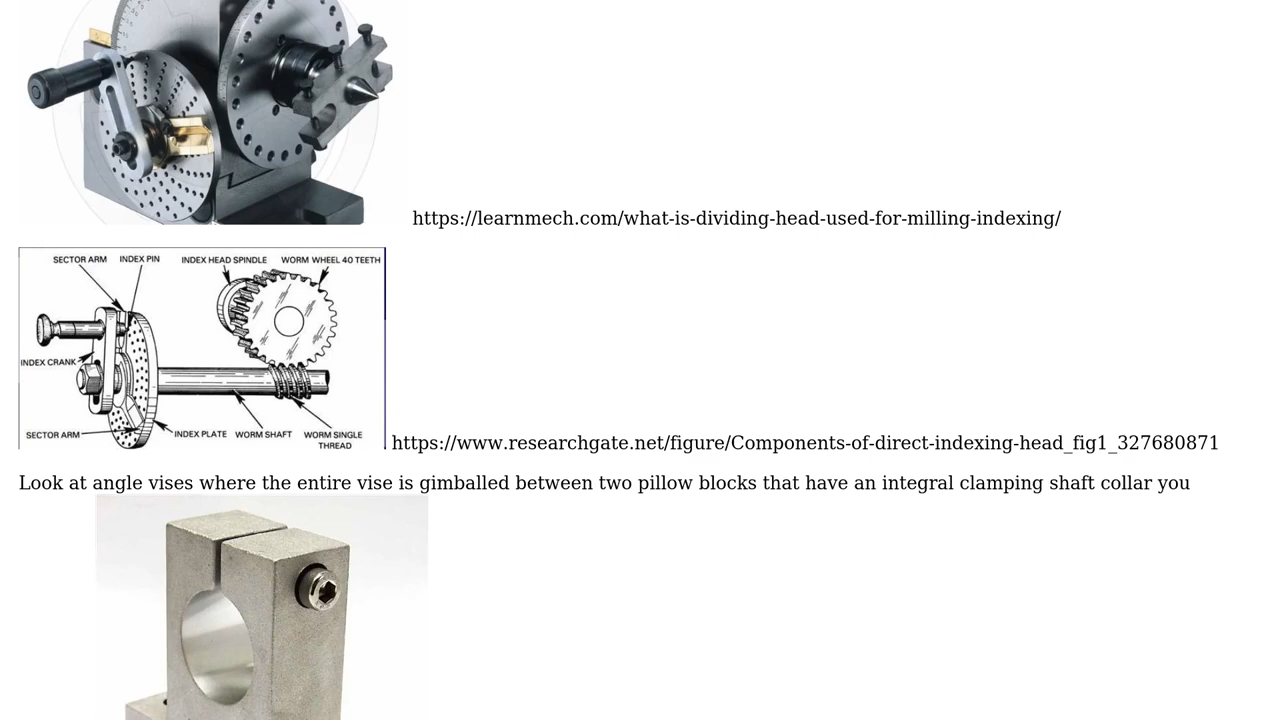 https://learnmech.com/what-is-dividing-head-used-for-milling-indexing/
SECTOR ARM INDEX PIN INDEX HEAD SPINDLE WORM WHEEL 40 TEETH
INDEX CRANK
SECTOR ARM INDEX PLATE WORM SHAFT WORM SINGLE
THREAD
https://www.researchgate.net/figure/Components-of-direct-indexing-head_fig1_327680871
Look at angle vises where the entire vise is gimballed between two pillow blocks that have an integral clamping shaft collar you